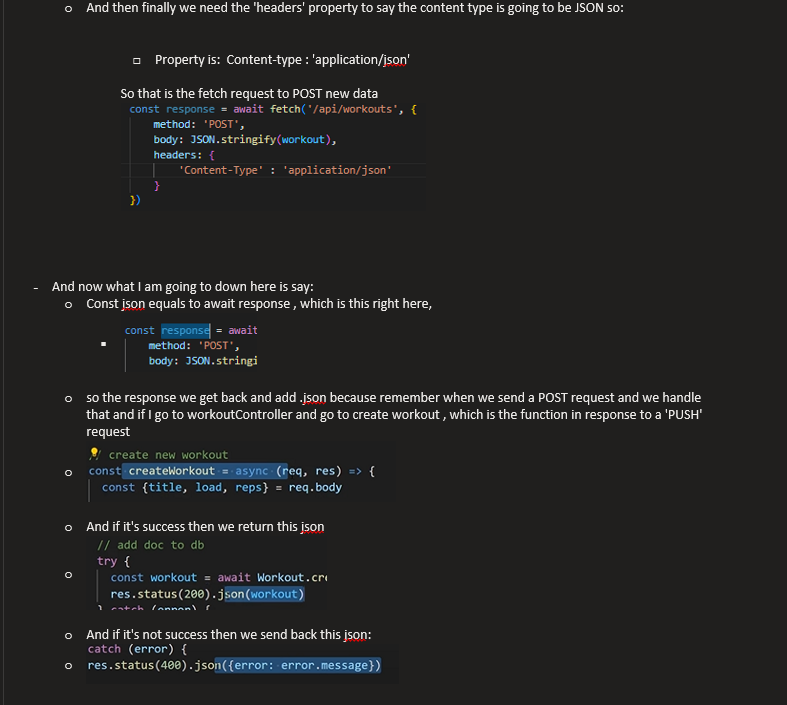 And then finally we need the 'headers' property to say the content type is going to be JSON so:
Property is:  Content-type : 'application/json'
So that is the fetch request to POST new data
const response = await fetch('/api/workouts', {
method: 'POST',
body: JSON.stringify(workout),
headers: {
'Content-Type' : 'application/json'
}
})
- And now what I am going to down here is say:
Const json equals to await response , which is this right here,
const response = await
method: 'POST',
body: JSON.stringi
so the response we get back and add .json because remember when we send a POST request and we handle
that and if I go to workoutController and go to create workout , which is the function in response to a 'PUSH'
request
// create new workout
const createWorkout = async (req, res) => {
const {title, load, reps} = req.body
And if it's success then we return this json
// add doc to db
try {
const workout = await Workout.cre
res.status(200).json(workout)
} catch (error) {
And if it's not success then we send back this json:
catch (error) {
res.status(400).json({error: error.message})